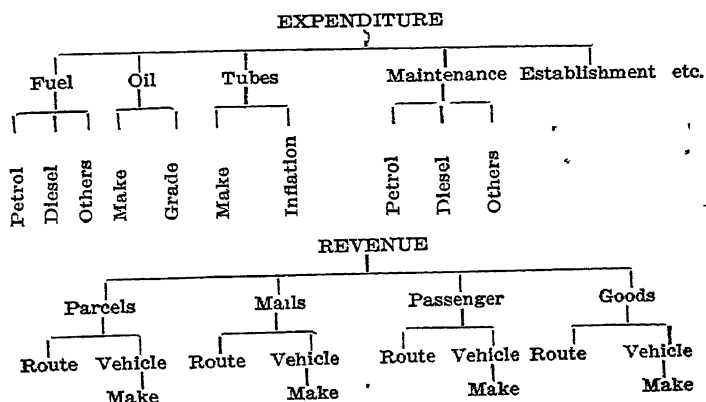 EXPENDITURE
Fuel Oil Tubes Maintenance Establishment etc.
Petrol Diesel Others Make Grade Make Inflation Petrol Diesel Others
REVENUE
Parcels Mails Passenger Goods
Route Vehicle Route Vehicle Route Vehicle Route Vehicle
Make Make Make Make